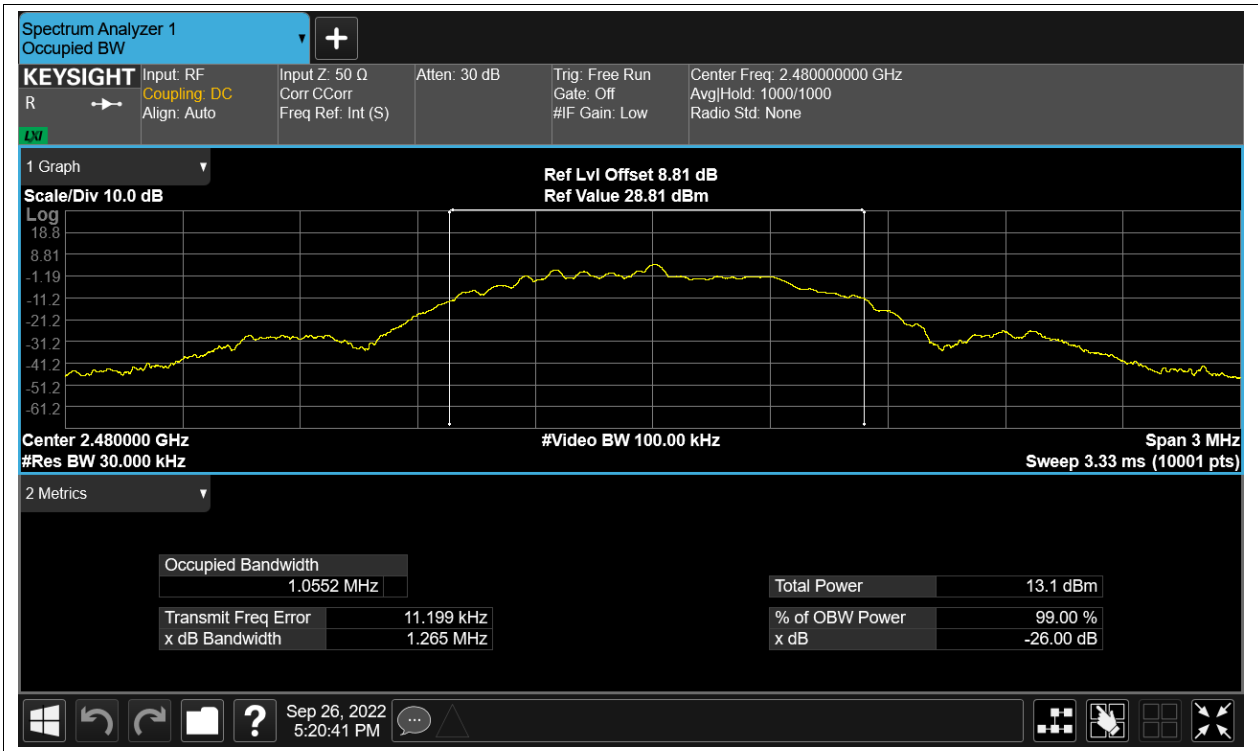 Spectrum Analyzer 1
Occupied BW
KEYSIGHT
R
LXI
Input: RF
Coupling: DC
Align: Auto
Input Z: 50 Ω
Corr CCorr
Freq Ref: Int (S)
Atten: 30 dB
Trig: Free Run
Gate: Off
#IF Gain: Low
Center Freq: 2.480000000 GHz
Avg|Hold: 1000/1000
Radio Std: None
1 Graph
Scale/Div 10.0 dB
Ref Lvl Offset 8.81 dB
Ref Value 28.81 dBm
Log
18.8
8.81
-1.19
-11.2
-21.2
-31.2
-41.2
-51.2
-61.2
Center 2.480000 GHz
#Video BW 100.00 kHz
Span 3 MHz
#Res BW 30.000 kHz
Sweep 3.33 ms (10001 pts)
2 Metrics
Occupied Bandwidth
1.0552 MHz
Total Power 13.1 dBm
Transmit Freq Error 11.199 kHz
% of OBW Power 99.00 %
x dB Bandwidth 1.265 MHz
x dB -26.00 dB
?
Sep 26, 2022
5:20:41 PM